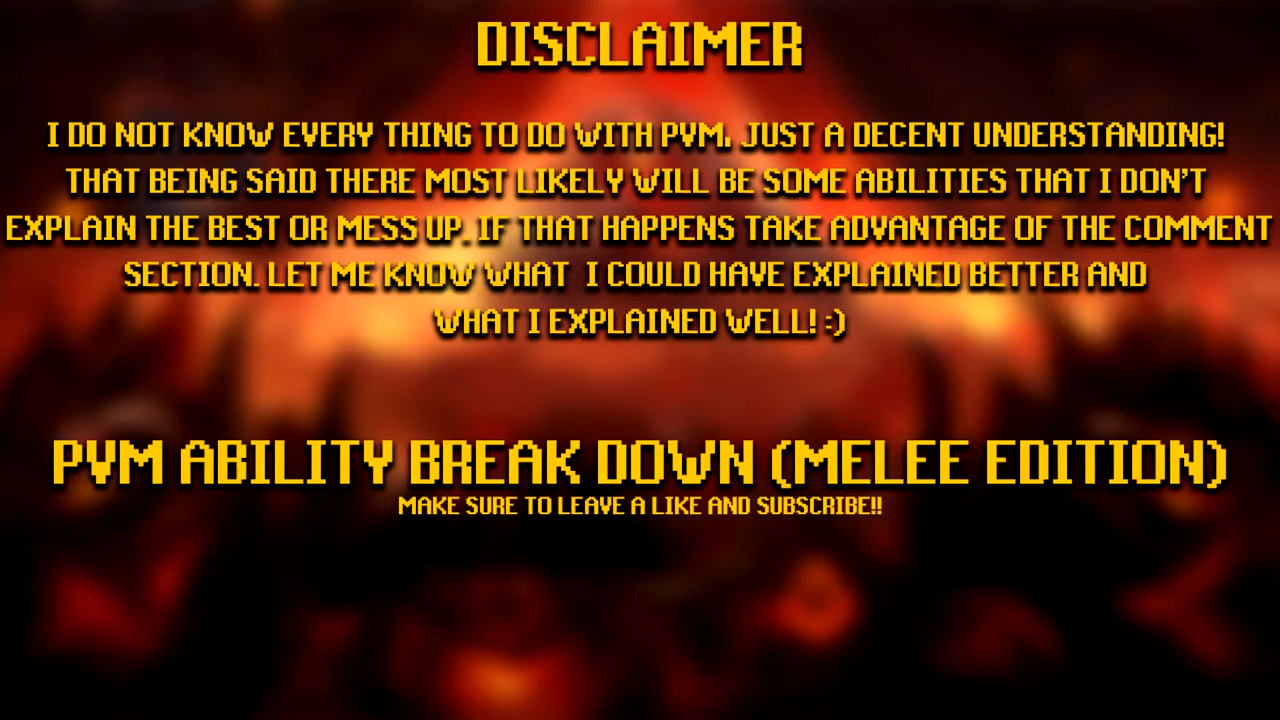 DISCLAIMER
I DO NOT KNOW EVERY THING TO DO WITH PVM. JUST A DECENT UNDERSTANDING!
THAT BEING SAID THERE MOST LIKELY WILL BE SOME ABILITIES THAT I DON'T
EXPLAIN THE BEST OR MESS UP. IF THAT HAPPENS TAKE ADVANTAGE OF THE COMMENT
SECTION. LET ME KNOW WHAT I COULD HAVE EXPLAINED BETTER AND
WHAT I EXPLAINED WELL! :)
PVM ABILITY BREAK DOWN (MELEE EDITION)
MAKE SURE TO LEAVE A LIKE AND SUBSCRIBE!!